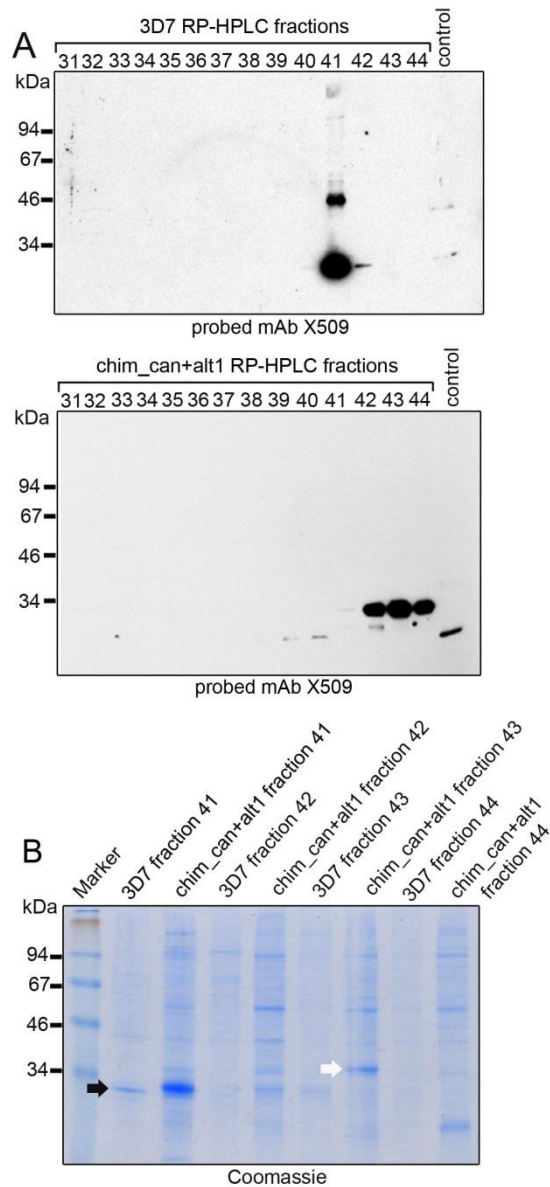 A
3D7 RP-HPLC fractions
31 32 33 34 35 36 37 38 39 40 41 42 43 44 control
kDa
94
67
46
34
probed mAb X509
chim_can+alt1 RP-HPLC fractions
31 32 33 34 35 36 37 38 39 40 41 42 43 44 control
kDa
94
67
46
34
probed mAb X509
B
Marker
3D7 fraction 41
chim_can+alt1 fraction 41
3D7 fraction 42
chim_can+alt1 fraction 42
3D7 fraction 43
chim_can+alt1 fraction 43
3D7 fraction 44
chim_can+alt1
fraction 44
kDa
94
67
46
34
Coomassie